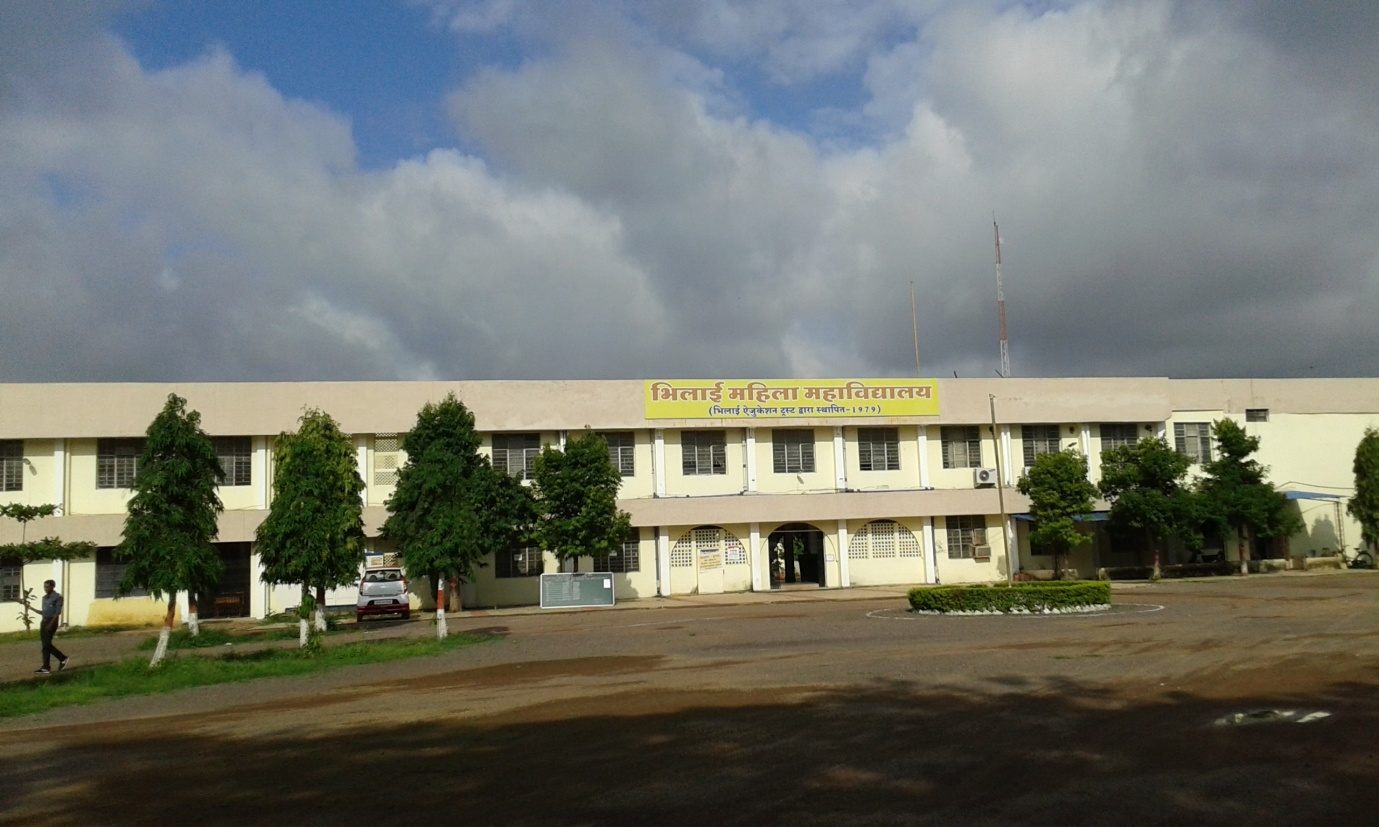 भिलाई महिला महाविद्यालय
(भिलाई ऐजुकेशन ट्रस्ट द्वारा स्थापित-1979)